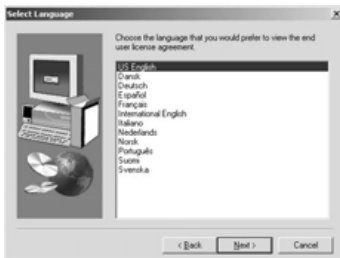 Select Language
Choose the language that you would prefer to view the end
user license agreement.
US English
Dansk
Deutsch
Español
Français
International English
Italiano
Nederlands
Norsk
Português
Suomi
Svenska
< Back
Next >
Cancel